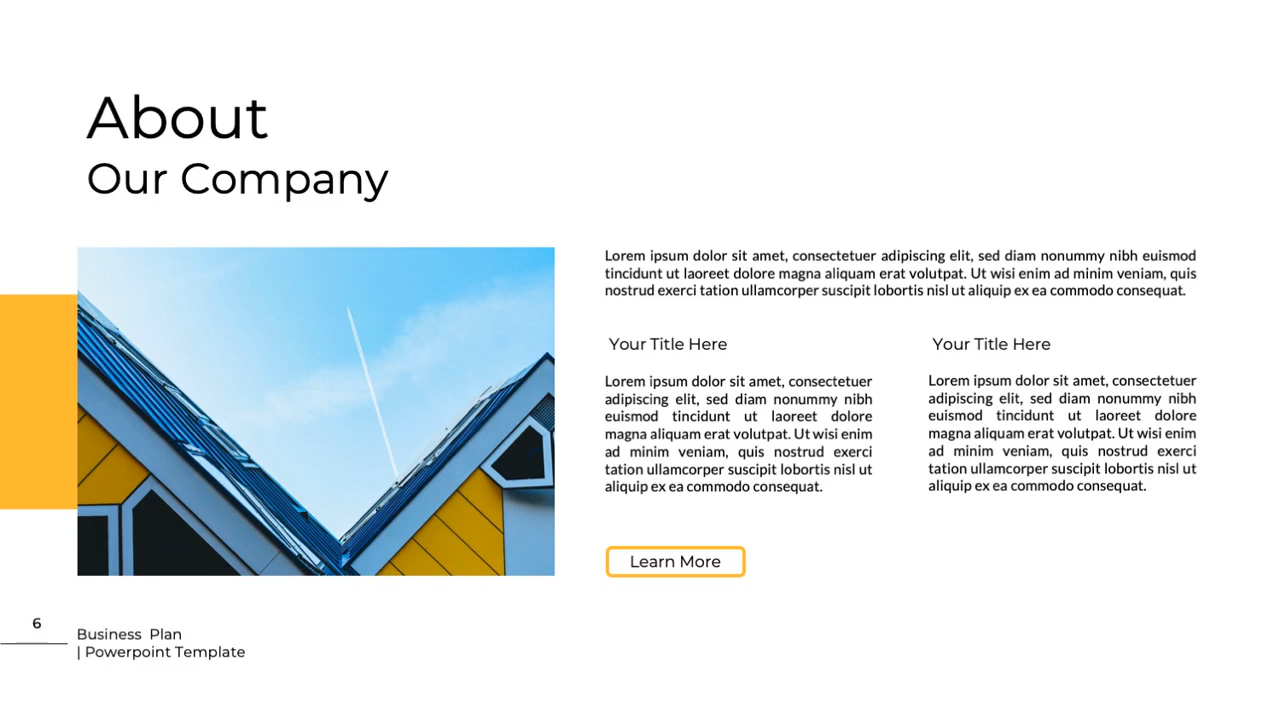 About
Our Company
Lorem ipsum dolor sit amet, consectetuer adipiscing elit, sed diam nonummy nibh euismod
tincidunt ut laoreet dolore magna aliquam erat volutpat. Ut wisi enim ad minim veniam, quis
nostrud exerci tation ullamcorper suscipit lobortis nisl ut aliquip ex ea commodo consequat.
Your Title Here
Lorem ipsum dolor sit amet, consectetuer
adipiscing elit, sed diam nonummy nibh
euismod tincidunt ut laoreet dolore
magna aliquam erat volutpat. Ut wisi enim
ad minim veniam, quis nostrud exerci
tation ullamcorper suscipit lobortis nisl ut
aliquip ex ea commodo consequat.
Your Title Here
Lorem ipsum dolor sit amet, consectetuer
adipiscing elit, sed diam nonummy nibh
euismod tincidunt ut laoreet dolore
magna aliquam erat volutpat. Ut wisi enim
ad minim veniam, quis nostrud exerci
tation ullamcorper suscipit lobortis nisl ut
aliquip ex ea commodo consequat.
Learn More
6
Business Plan
| Powerpoint Template